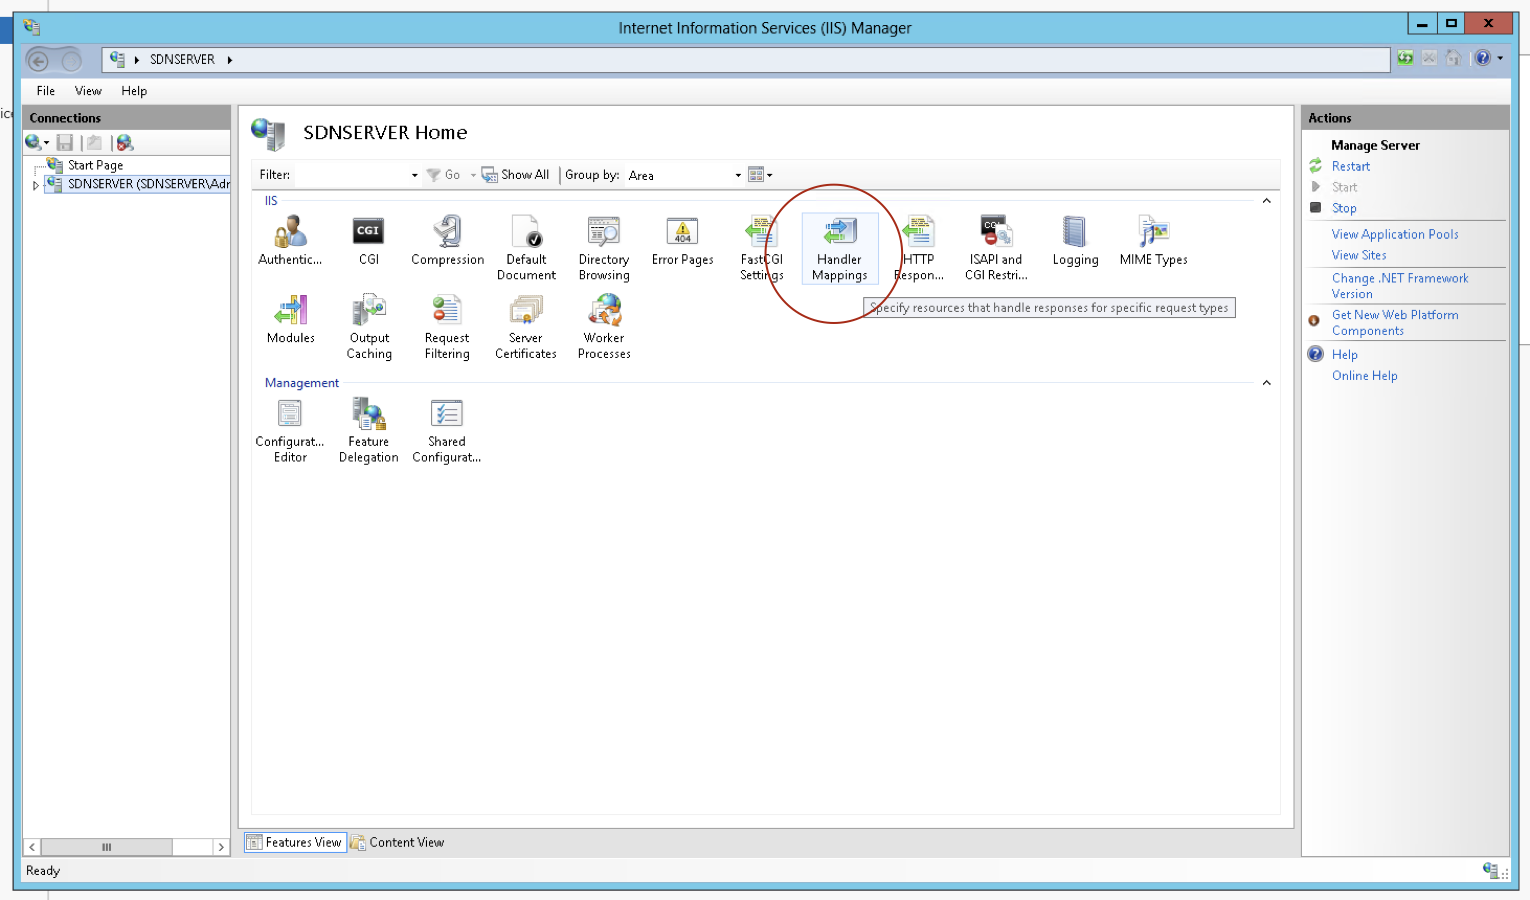 Internet Information Services (IIS) Manager
SDNSERVER
File View Help
Connections
Start Page
SDNSERVER (SDNSERVER\Adr
SDNSERVER Home
Filter: Go Show All Group by: Area
IIS
Authentic... CGI Compression Default Document Directory Browsing Error Pages FastCGI Settings Handler Mappings HTTP Respon... ISAPI and CGI Restri... Logging MIME Types
CGI
404
Specify resources that handle responses for specific request types
Modules Output Caching Request Filtering Server Certificates Worker Processes
Management
Configurat... Editor Feature Delegation Shared Configurat...
Features View Content View
Ready
Actions
Manage Server
Restart
Start
Stop
View Application Pools
View Sites
Change .NET Framework
Version
Get New Web Platform
Components
Help
Online Help